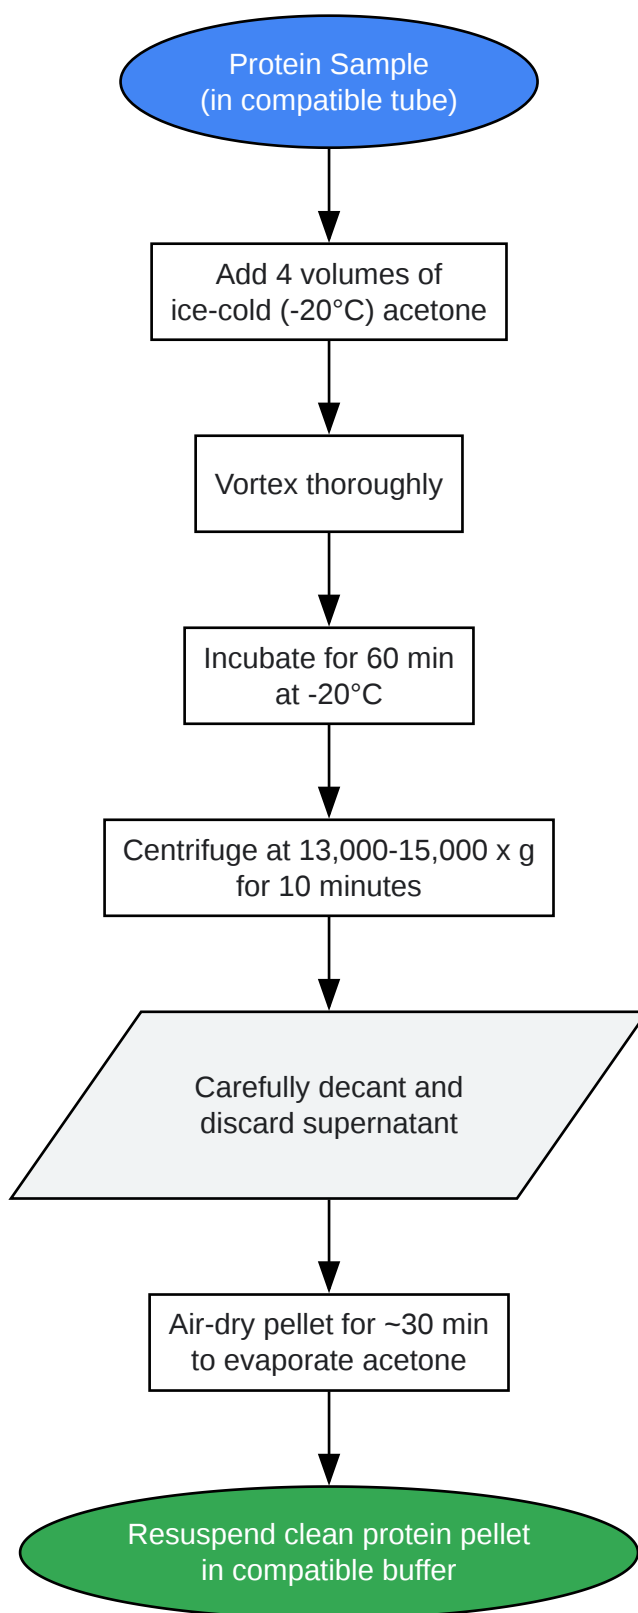 Protein Sample
(in compatible tube)
Add 4 volumes of
ice-cold (-20°C) acetone
Vortex thoroughly
Incubate for 60 min
at -20°C
Centrifuge at 13,000-15,000 x g
for 10 minutes
Carefully decant and
discard supernatant
Air-dry pellet for ~30 min
to evaporate acetone
Resuspend clean protein pellet
in compatible buffer